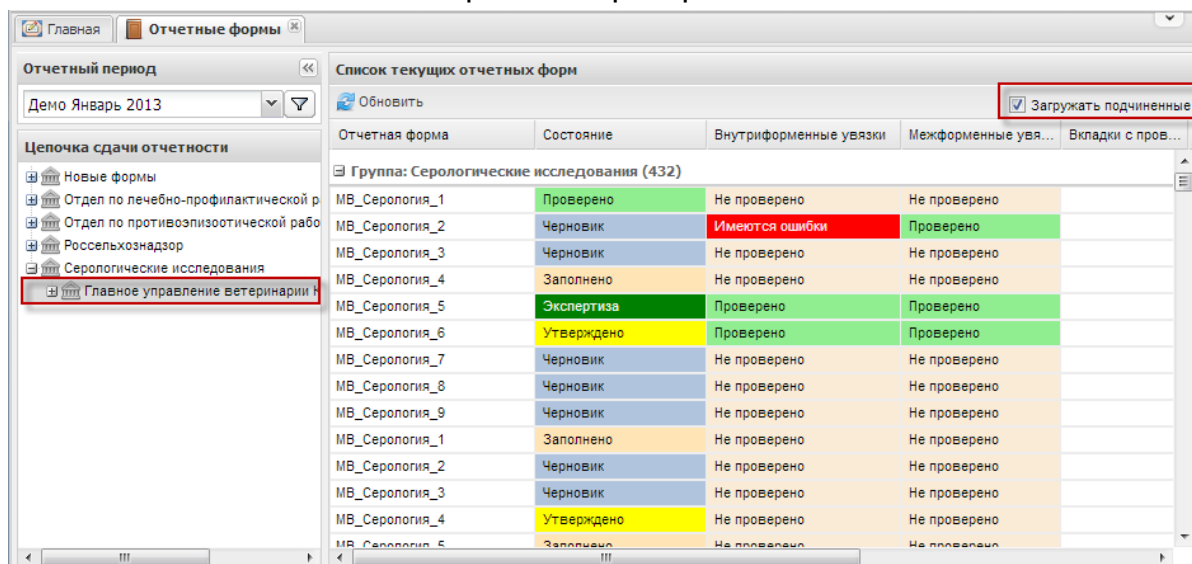 Главная Отчетные формы
Отчетный период
Демо Январь 2013
Цепочка сдачи отчетности
Новые формы
Отдел по лечебно-профилактической р
Отдел по противоэпизоотической рабо
Россельхознадзор
Серологические исследования
Главное управление ветеринарии
Список текущих отчетных форм
Обновить Загружать подчиненные
Отчетная форма Состояние Внутриформенные увязки Межформенные увя... Вкладки с пров...
Группа: Серологические исследования (432)
МВ_Серология_1 Проверено Не проверено Не проверено
МВ_Серология_2 Черновик Имеются ошибки Проверено
МВ_Серология_3 Черновик Не проверено Не проверено
МВ_Серология_4 Заполнено Не проверено Не проверено
МВ_Серология_5 Экспертиза Проверено Проверено
МВ_Серология_6 Утверждено Проверено Проверено
МВ_Серология_7 Черновик Не проверено Не проверено
МВ_Серология_8 Черновик Не проверено Не проверено
МВ_Серология_9 Черновик Не проверено Не проверено
МВ_Серология_1 Заполнено Не проверено Не проверено
МВ_Серология_2 Черновик Не проверено Не проверено
МВ_Серология_3 Черновик Не проверено Не проверено
МВ_Серология_4 Утверждено Не проверено Не проверено
МВ_Серология_5 Заполнено Не проверено Не проверено